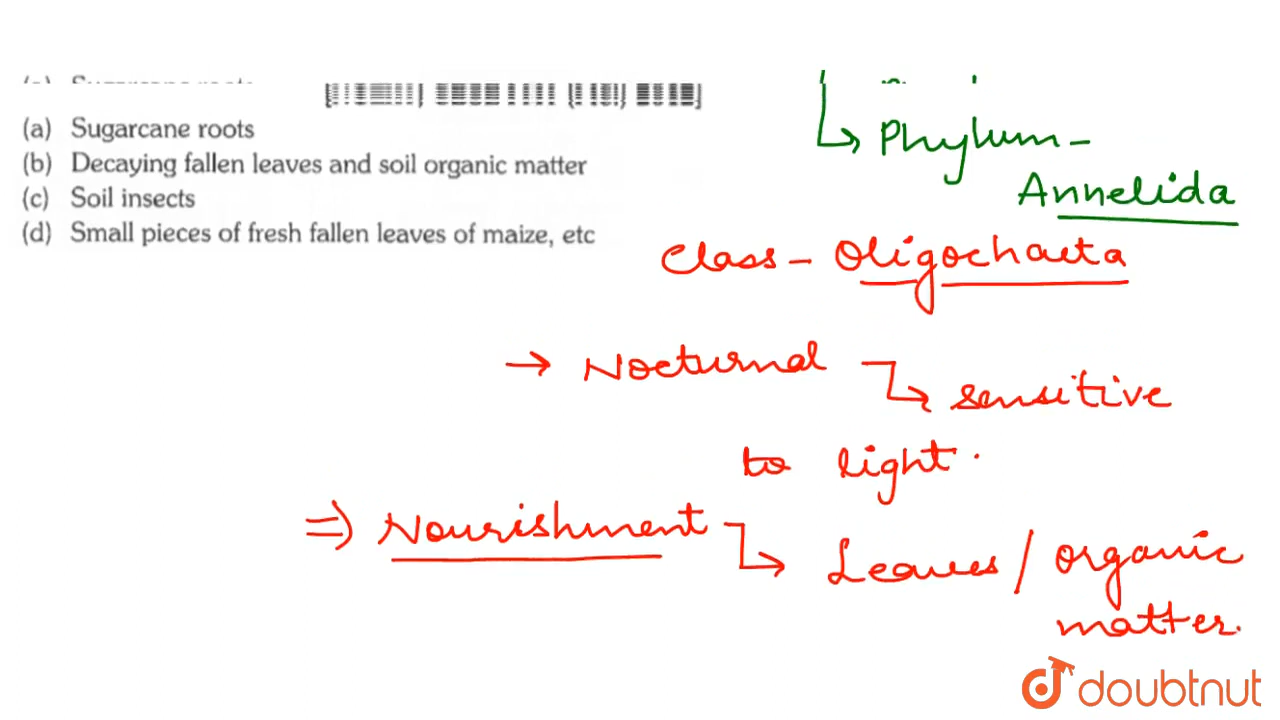 (a) Sugarcane roots
(b) Decaying fallen leaves and soil organic matter
(c) Soil insects
(d) Small pieces of fresh fallen leaves of maize, etc
Phylum -
Annelida
Class - Oligochaeta
→ Nocturnal ↳ sensitive
to light.
⇒ Nourishment ↳ Leaves / organic
matter.
doubtnut